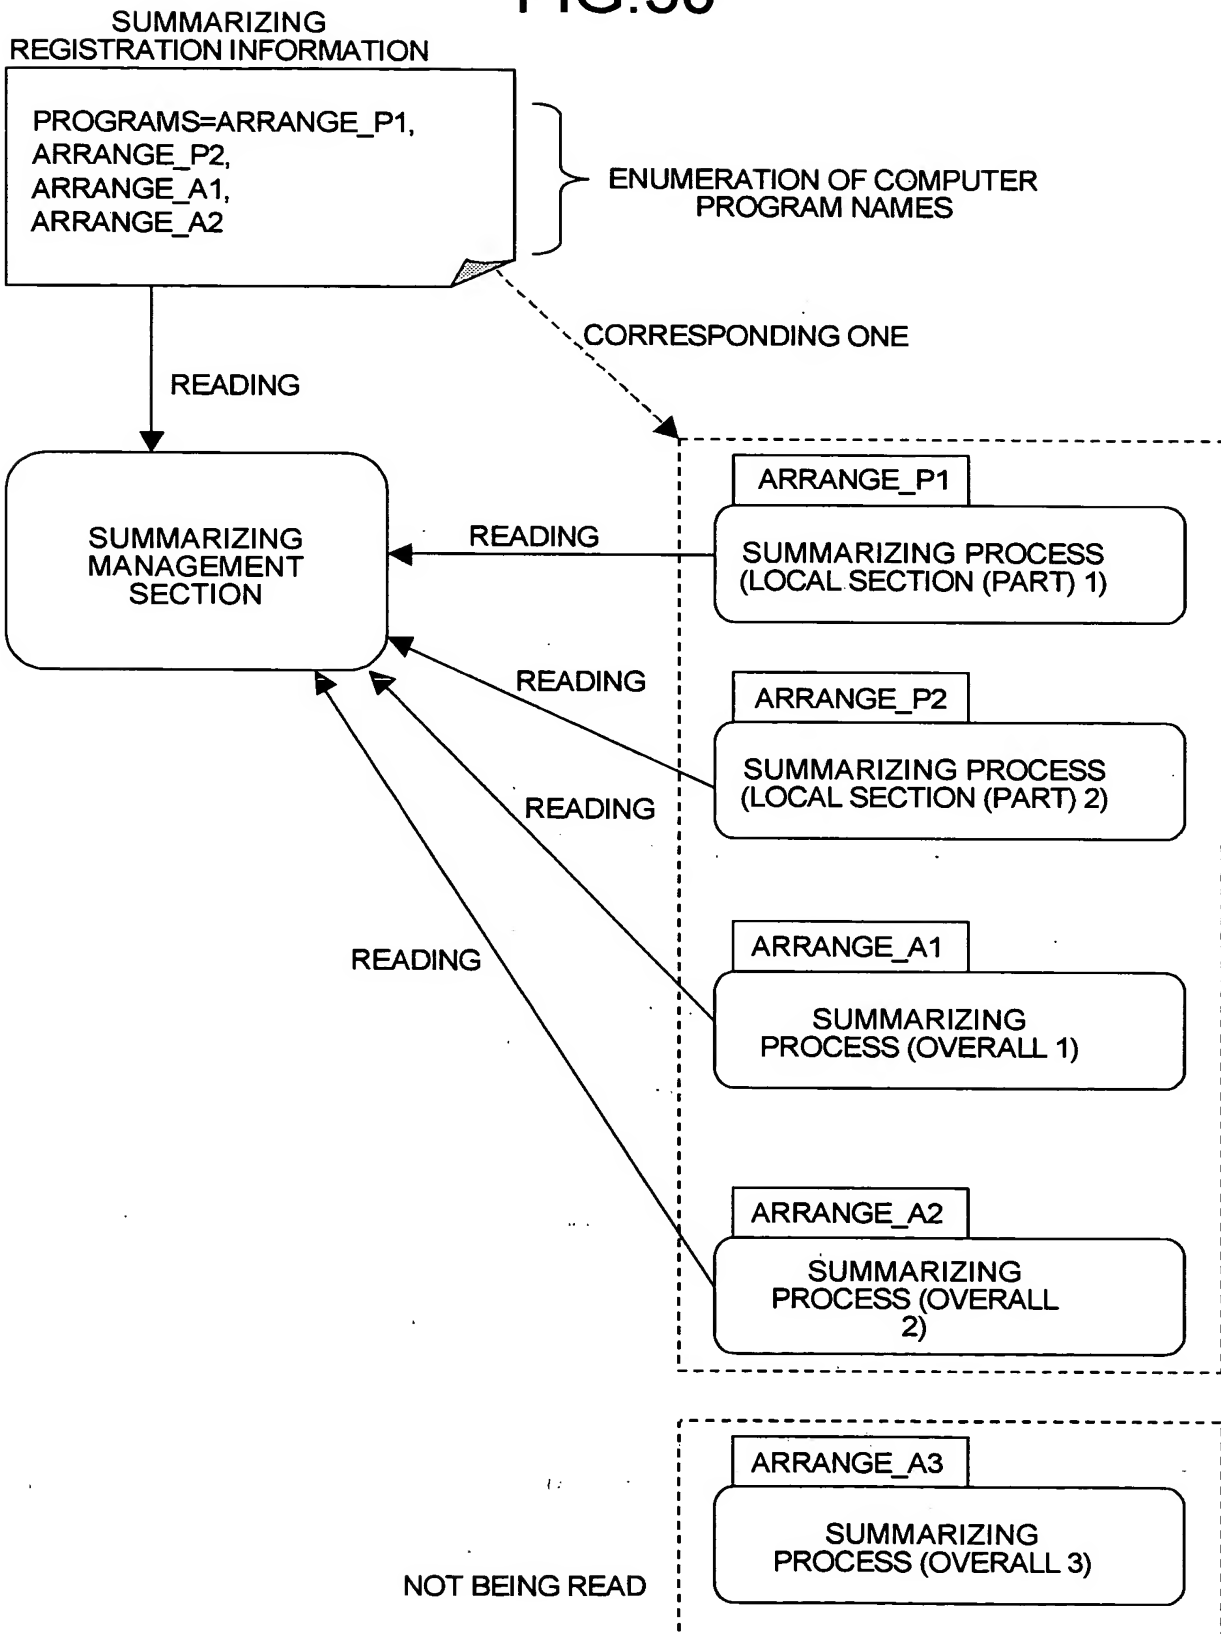 SUMMARIZING
REGISTRATION INFORMATION
PROGRAMS=ARRANGE_P1,
ARRANGE_P2,
ARRANGE_A1,
ARRANGE_A2
ENUMERATION OF COMPUTER
PROGRAM NAMES
CORRESPONDING ONE
READING
SUMMARIZING
MANAGEMENT
SECTION
READING
ARRANGE_P1
SUMMARIZING PROCESS
(LOCAL SECTION (PART) 1)
READING
ARRANGE_P2
SUMMARIZING PROCESS
(LOCAL SECTION (PART) 2)
READING
ARRANGE_A1
SUMMARIZING
PROCESS (OVERALL 1)
READING
ARRANGE_A2
SUMMARIZING
PROCESS (OVERALL
2)
ARRANGE_A3
SUMMARIZING
PROCESS (OVERALL 3)
NOT BEING READ